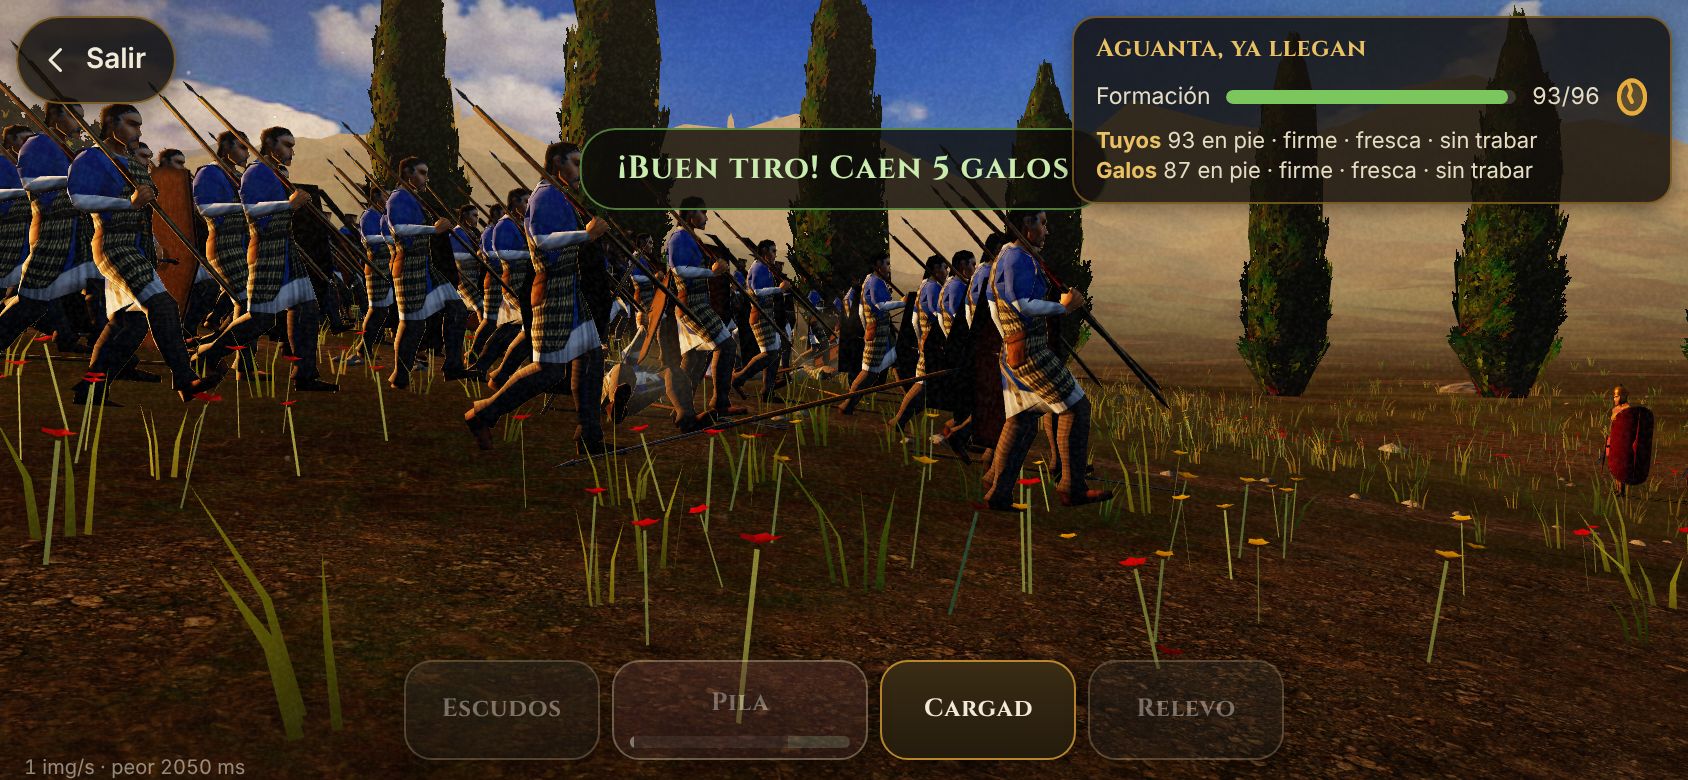 Salir
AGUANTA, YA LLEGAN
Formación 93/96
Tuyos 93 en pie · firme · fresca · sin trabar
Galos 87 en pie · firme · fresca · sin trabar
¡BUEN TIRO! CAEN 5 GALOS
ESCUDOS
PILA
CARGAD
RELEVO
1 img/s · peor 2050 ms